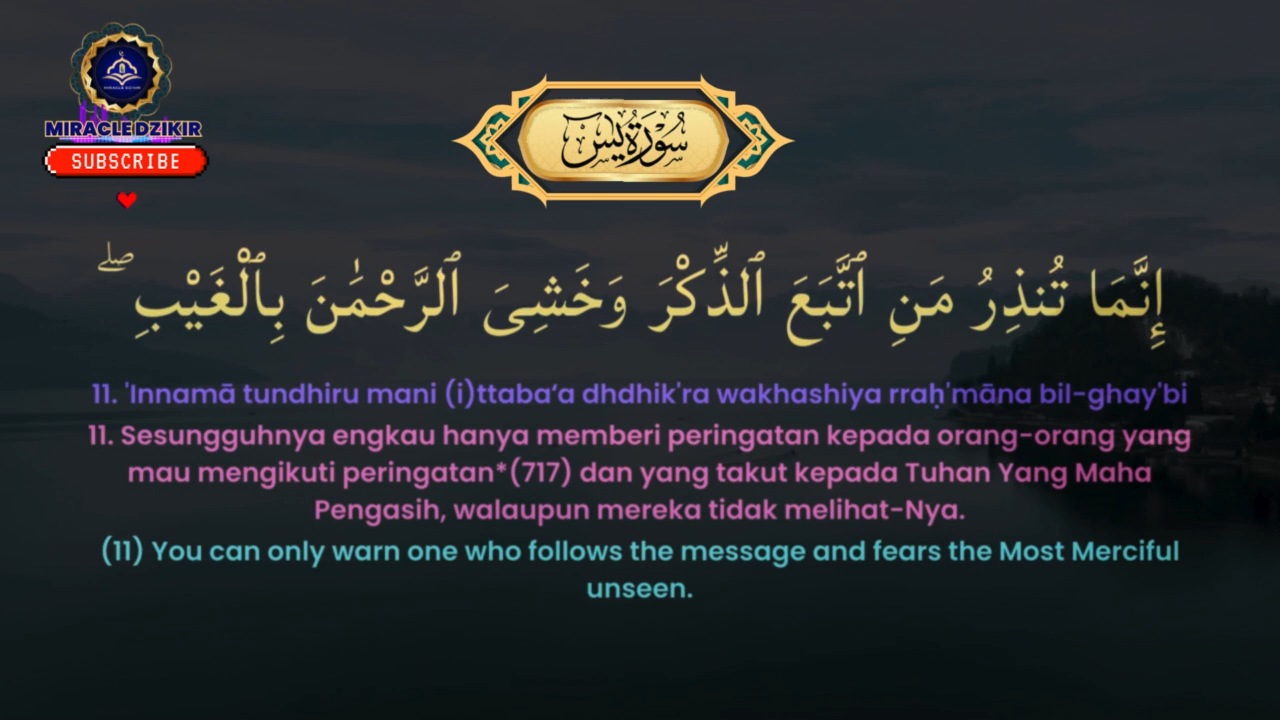 MIRACLE DZIKIR
MIRACLE DZIKIR
SUBSCRIBE
سُوْرَةُ يٰسٓ
إِنَّمَا تُنذِرُ مَنِ ٱتَّبَعَ ٱلذِّكْرَ وَخَشِىَ ٱلرَّحْمَٰنَ بِٱلْغَيْبِ ۖ
11. 'Innamā tundhiru mani (i)ttaba‘a dhdhik'ra wakhashiya rraḥ'māna bil-ghay'bi
11. Sesungguhnya engkau hanya memberi peringatan kepada orang-orang yang
mau mengikuti peringatan*(717) dan yang takut kepada Tuhan Yang Maha
Pengasih, walaupun mereka tidak melihat-Nya.
(11) You can only warn one who follows the message and fears the Most Merciful
unseen.